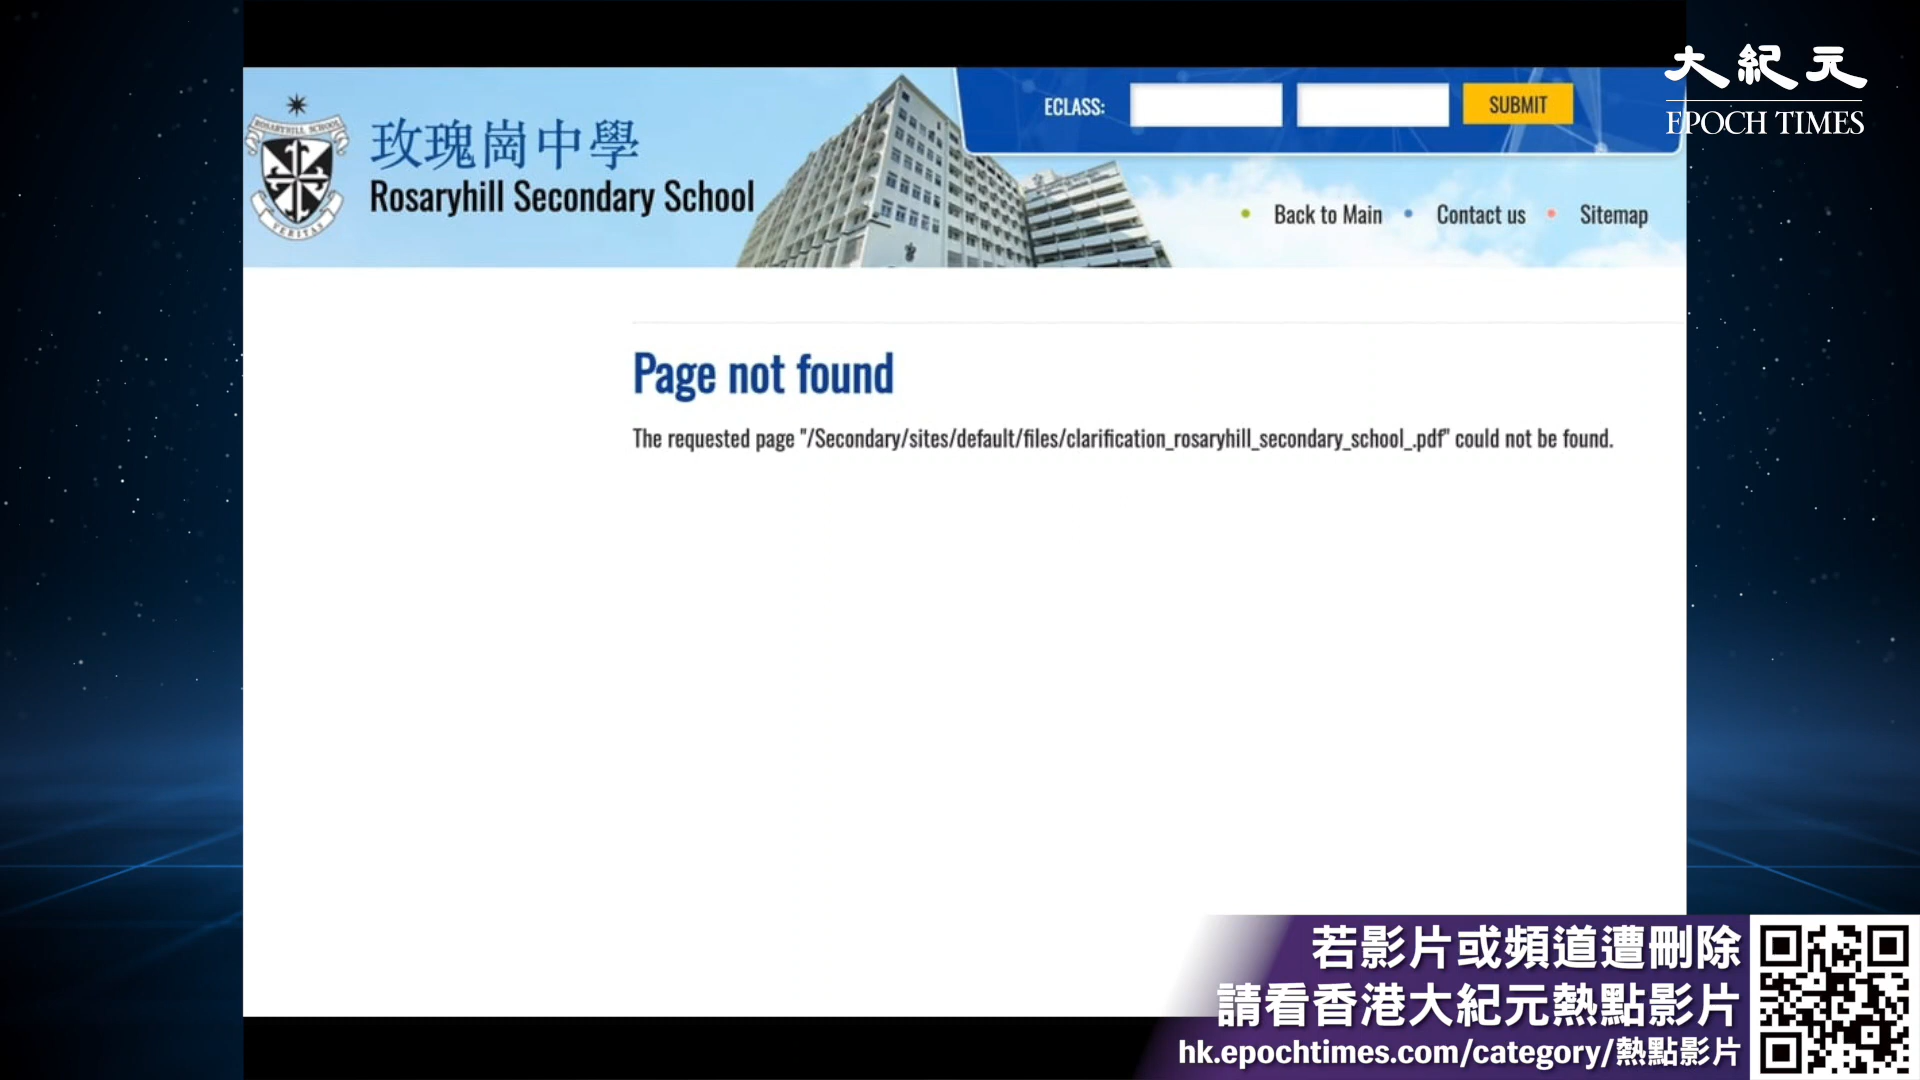 大紀元
EPOCH TIMES
ECLASS:
SUBMIT
ROSARYHILL SCHOOL
VERITAS
玫瑰崗中學
Rosaryhill Secondary School
Back to Main
Contact us
Sitemap
Page not found
The requested page "/Secondary/sites/default/files/clarification_rosaryhill_secondary_school_.pdf" could not be found.
若影片或頻道遭刪除
請看香港大紀元熱點影片
hk.epochtimes.com/category/熱點影片